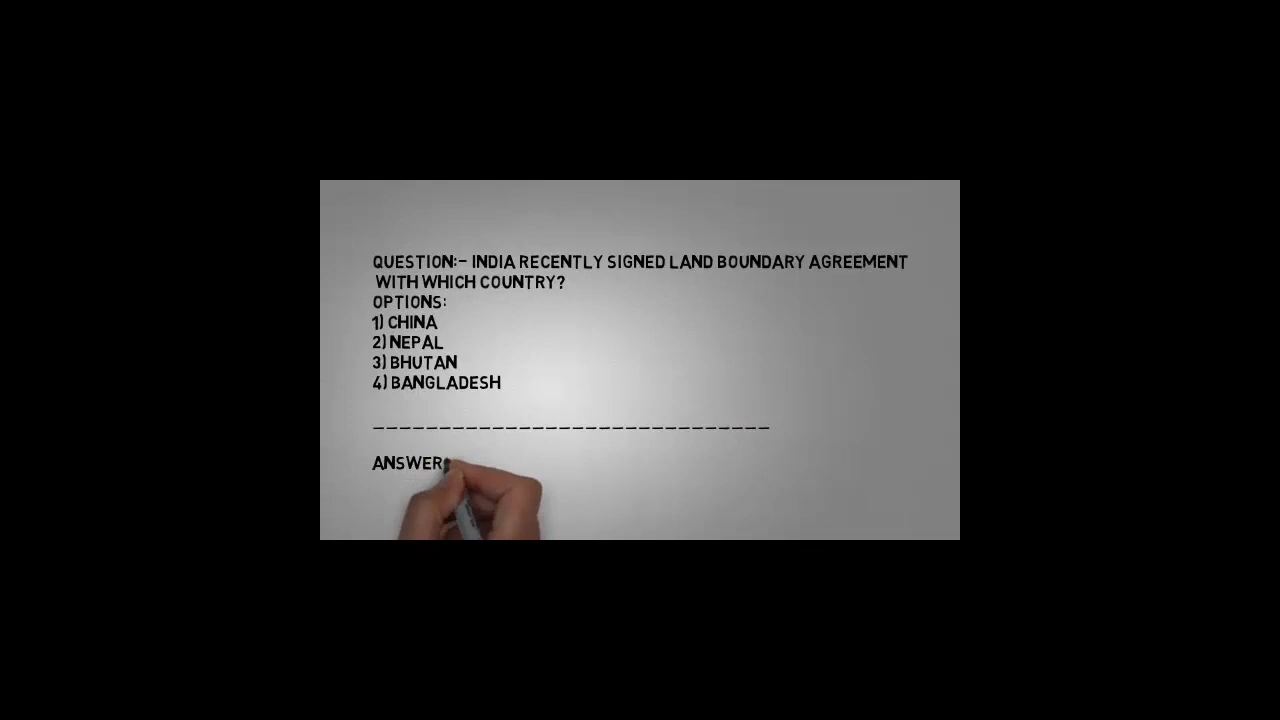 QUESTION:- INDIA RECENTLY SIGNED LAND BOUNDARY AGREEMENT
WITH WHICH COUNTRY?
OPTIONS:
1) CHINA
2) NEPAL
3) BHUTAN
4) BANGLADESH
------------------------------
ANSWER